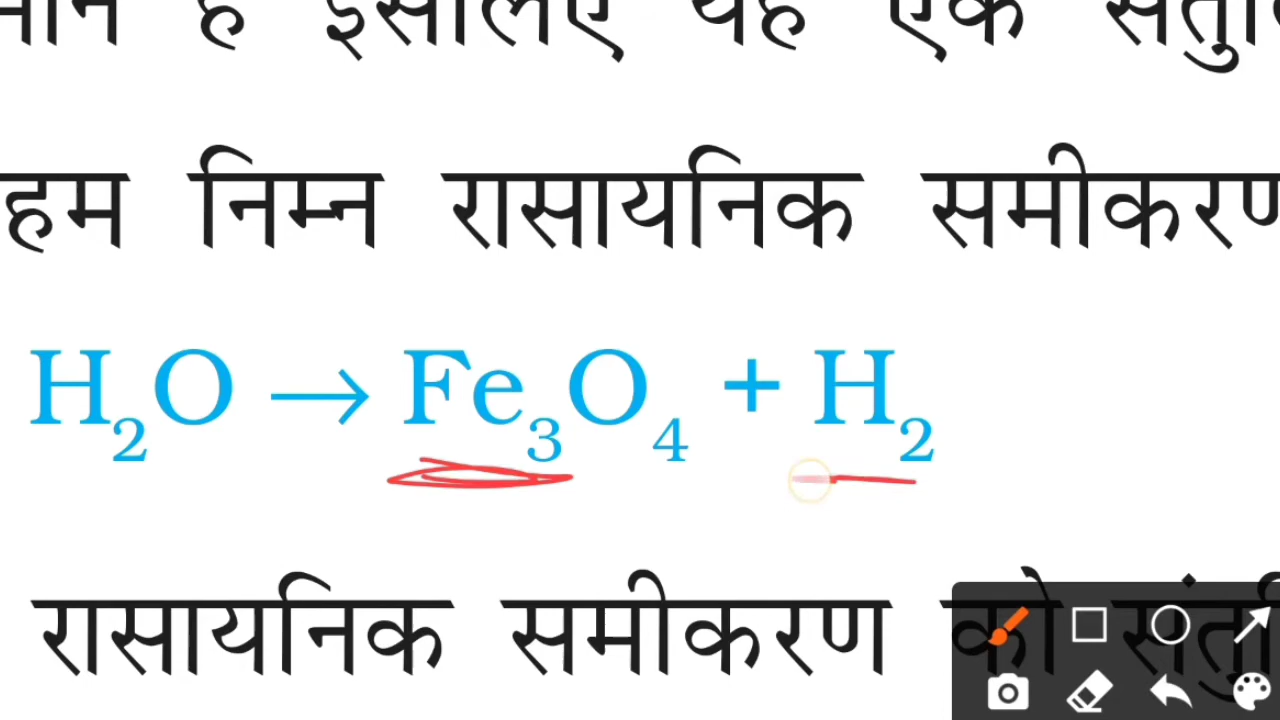 है इसलिए यह एक
हम निम्न रासायनिक समीकरण
H₂O → Fe₃O₄ + H₂
रासायनिक समीकरण को